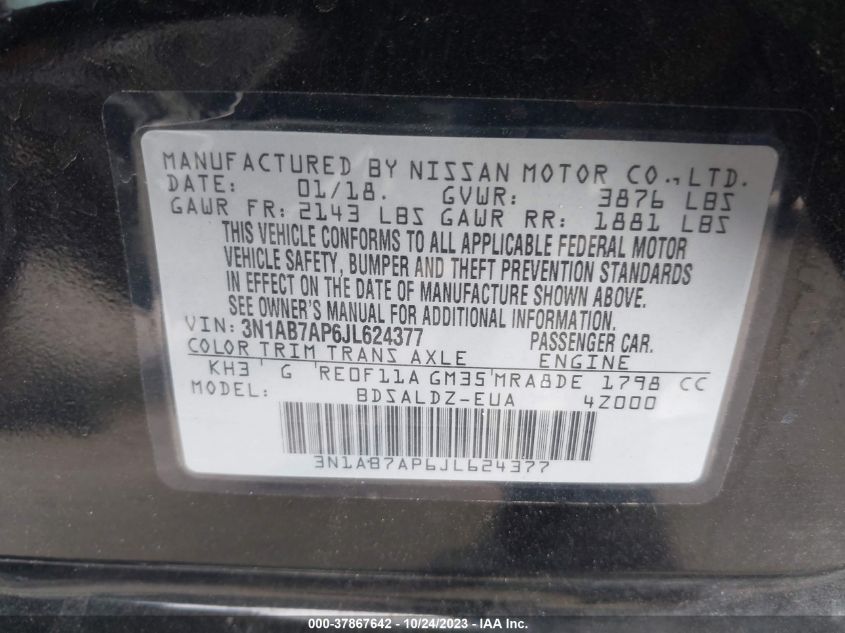 MANUFACTURED BY NISSAN MOTOR CO., LTD.
DATE: 01/18. GVWR: 3876 LBS
GAWR FR: 2143 LBS GAWR RR: 1881 LBS
THIS VEHICLE CONFORMS TO ALL APPLICABLE FEDERAL MOTOR
VEHICLE SAFETY, BUMPER AND THEFT PREVENTION STANDARDS
IN EFFECT ON THE DATE OF MANUFACTURE SHOWN ABOVE.
SEE OWNER'S MANUAL FOR ADDITIONAL INFORMATION.
VIN: 3N1AB7AP6JL624377 PASSENGER CAR.
COLOR TRIM TRANS AXLE ENGINE
KH3 G RE0F11A GM35 MRA8DE 1798 CC
MODEL: BDSALDZ-EUA 4Z000
3N1AB7AP6JL624377
000-37867642 - 10/24/2023 - IAA Inc.